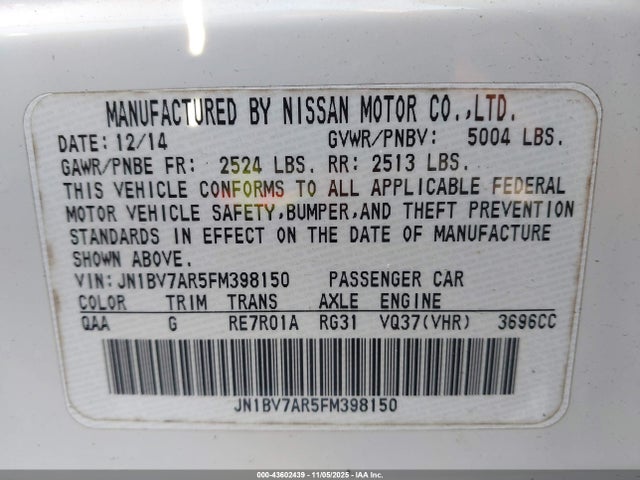 MANUFACTURED BY NISSAN MOTOR CO.,LTD.
DATE: 12/14 GVWR/PNBV: 5004 LBS.
GAWR/PNBE FR: 2524 LBS. RR: 2513 LBS.
THIS VEHICLE CONFORMS TO ALL APPLICABLE FEDERAL
MOTOR VEHICLE SAFETY,BUMPER,AND THEFT PREVENTION
STANDARDS IN EFFECT ON THE DATE OF MANUFACTURE
SHOWN ABOVE.
VIN: JN1BV7AR5FM398150 PASSENGER CAR
COLOR TRIM TRANS AXLE ENGINE
QAA G RE7R01A RG31 VQ37(VHR) 3696CC
JN1BV7AR5FM398150
000-43602439 - 11/05/2025 - IAA Inc.